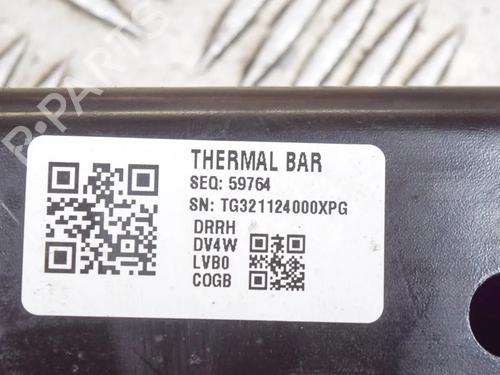 B-PARTS
THERMAL BAR
SEQ: 59764
SN: TG321124000XPG
DRRH
DV4W
LVB0
COGB